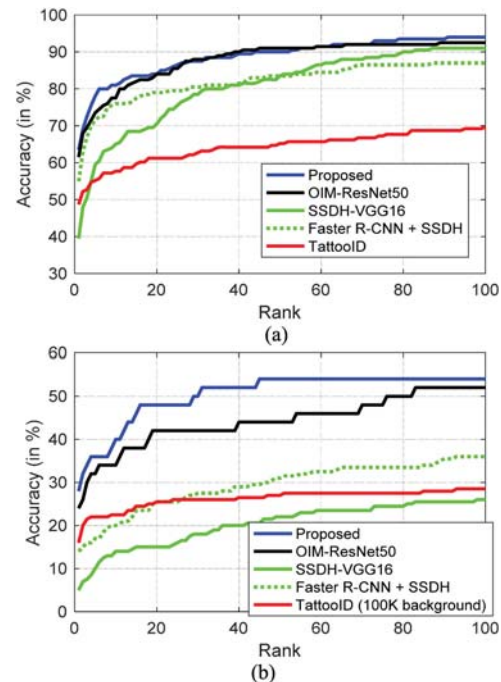 100
90
80
70
60
50
40
30
Accuracy (in %)
Proposed
OIM-ResNet50
SSDH-VGG16
Faster R-CNN + SSDH
TattooID
0 20 40 60 80 100
Rank
(a)
60
50
40
30
20
10
0
Accuracy (in %)
Proposed
OIM-ResNet50
SSDH-VGG16
Faster R-CNN + SSDH
TattooID (100K background)
0 20 40 60 80 100
Rank
(b)